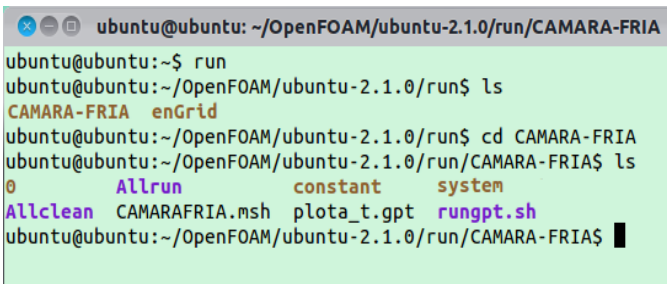 ubuntu@ubuntu: ~/OpenFOAM/ubuntu-2.1.0/run/CAMARA-FRIA
ubuntu@ubuntu:~$ run
ubuntu@ubuntu:~/OpenFOAM/ubuntu-2.1.0/run$ ls
CAMARA-FRIA  enGrid
ubuntu@ubuntu:~/OpenFOAM/ubuntu-2.1.0/run$ cd CAMARA-FRIA
ubuntu@ubuntu:~/OpenFOAM/ubuntu-2.1.0/run/CAMARA-FRIA$ ls
0         Allrun          constant     system
Allclean  CAMARAFRIA.msh  plota_t.gpt  rungpt.sh
ubuntu@ubuntu:~/OpenFOAM/ubuntu-2.1.0/run/CAMARA-FRIA$